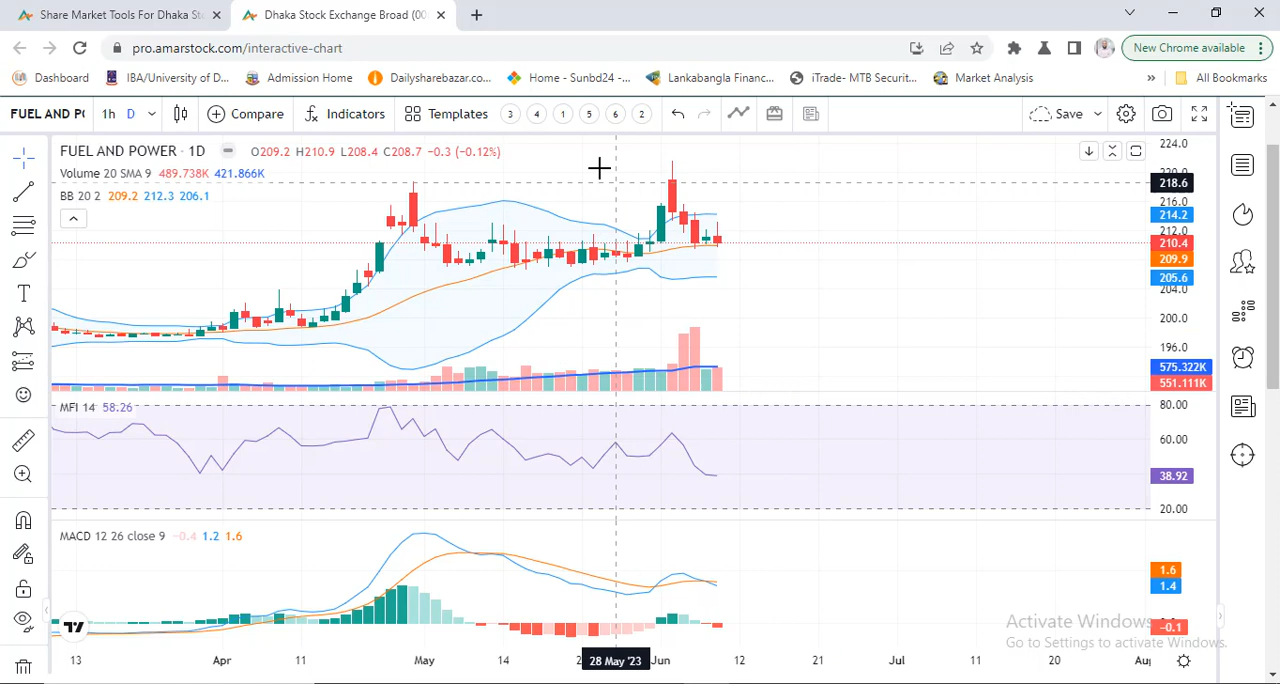 Share Market Tools For Dhaka St
Dhaka Stock Exchange Broad (00
pro.amarstock.com/interactive-chart
New Chrome available
Dashboard
IBA/University of D...
Admission Home
Dailysharebazar.co...
Home - Sunbd24 -...
Lankabangla Financ...
iTrade- MTB Securit...
Market Analysis
»
All Bookmarks
FUEL AND P
1h
D
Compare
Indicators
Templates
3
4
1
5
6
2
Save
FUEL AND POWER · 1D
O209.2 H210.9 L208.4 C208.7 -0.3 (-0.12%)
Volume 20 SMA 9 489.738K 421.866K
BB 20 2 209.2 212.3 206.1
224.0
218.6
216.0
214.2
212.0
210.4
209.9
205.6
204.0
200.0
196.0
575.322K
551.111K
MFI 14 58.26
80.00
60.00
38.92
20.00
MACD 12 26 close 9 -0.4 1.2 1.6
1.6
1.4
-0.1
Activate Windows
Go to Settings to activate Windows.
13
Apr
11
May
14
28 May '23
Jun
12
21
Jul
11
20
Au